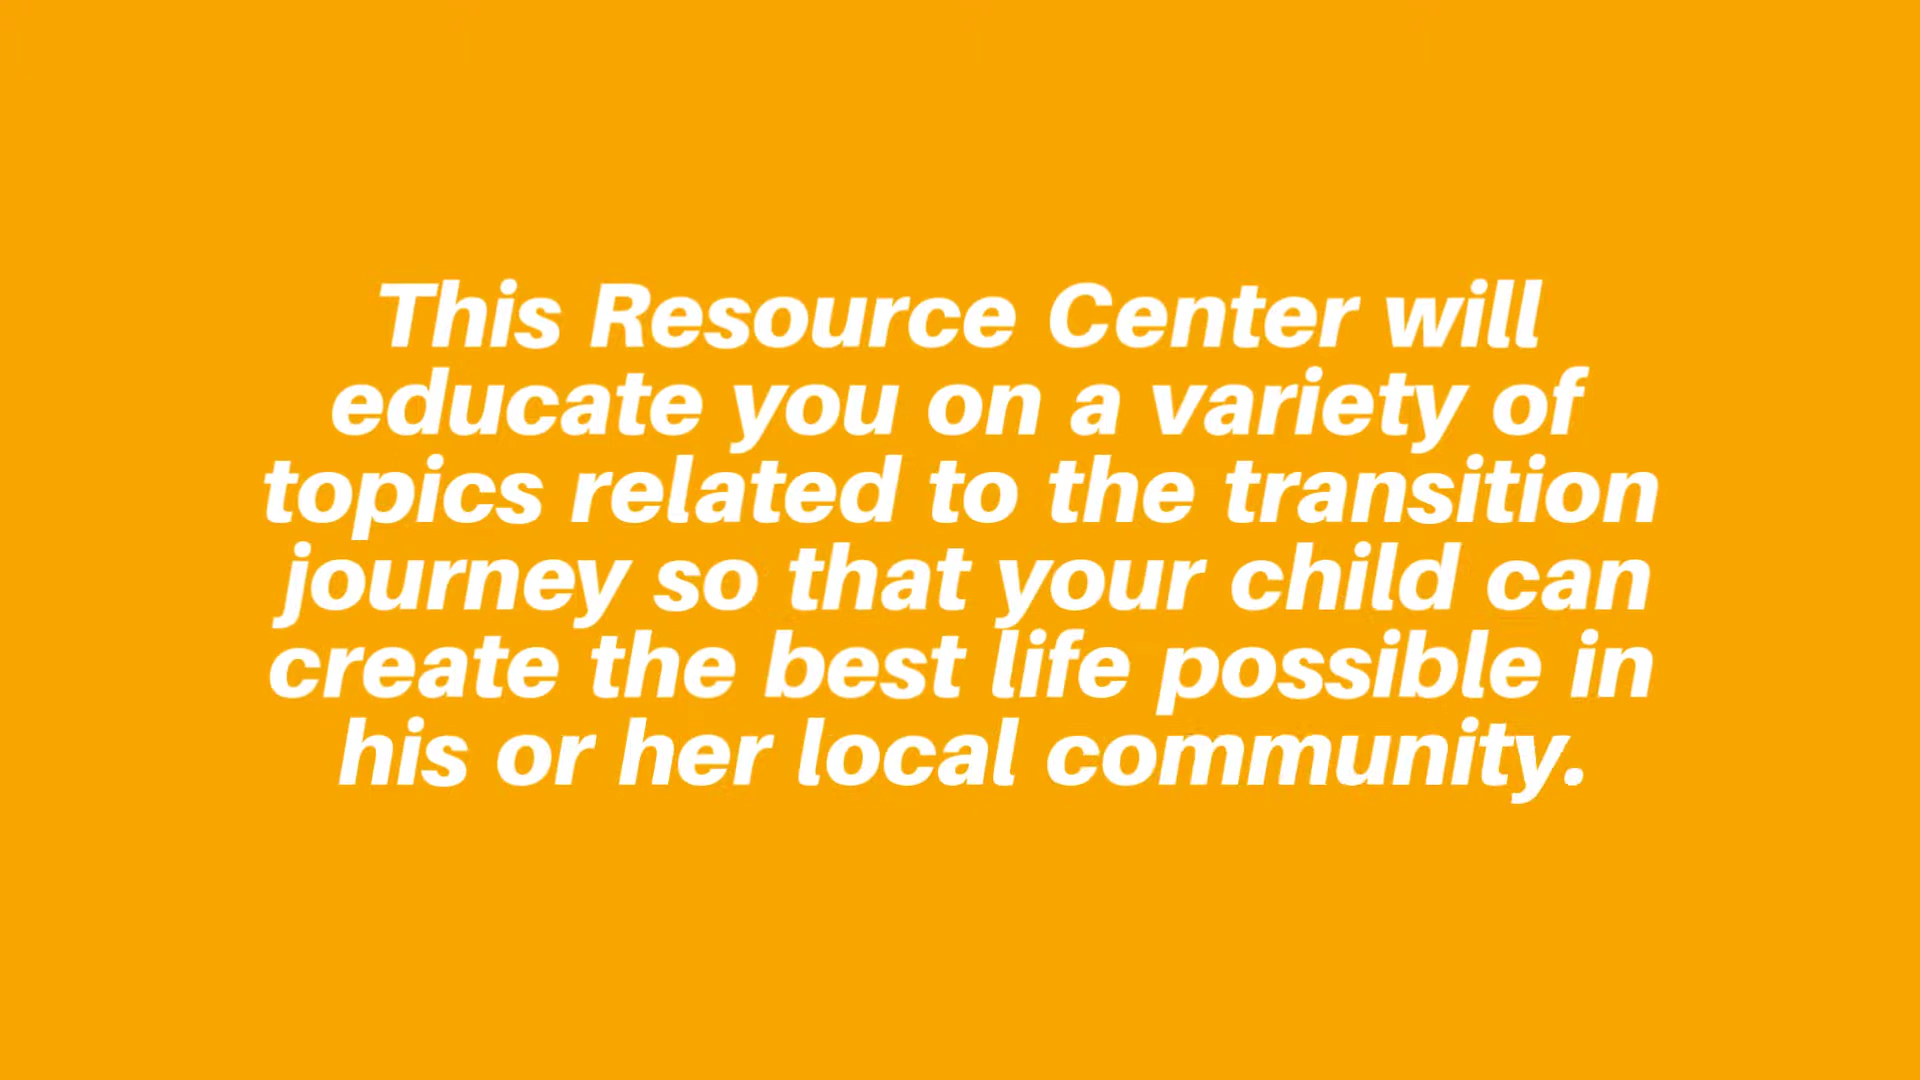 This Resource Center will
educate you on a variety of
topics related to the transition
journey so that your child can
create the best life possible in
his or her local community.